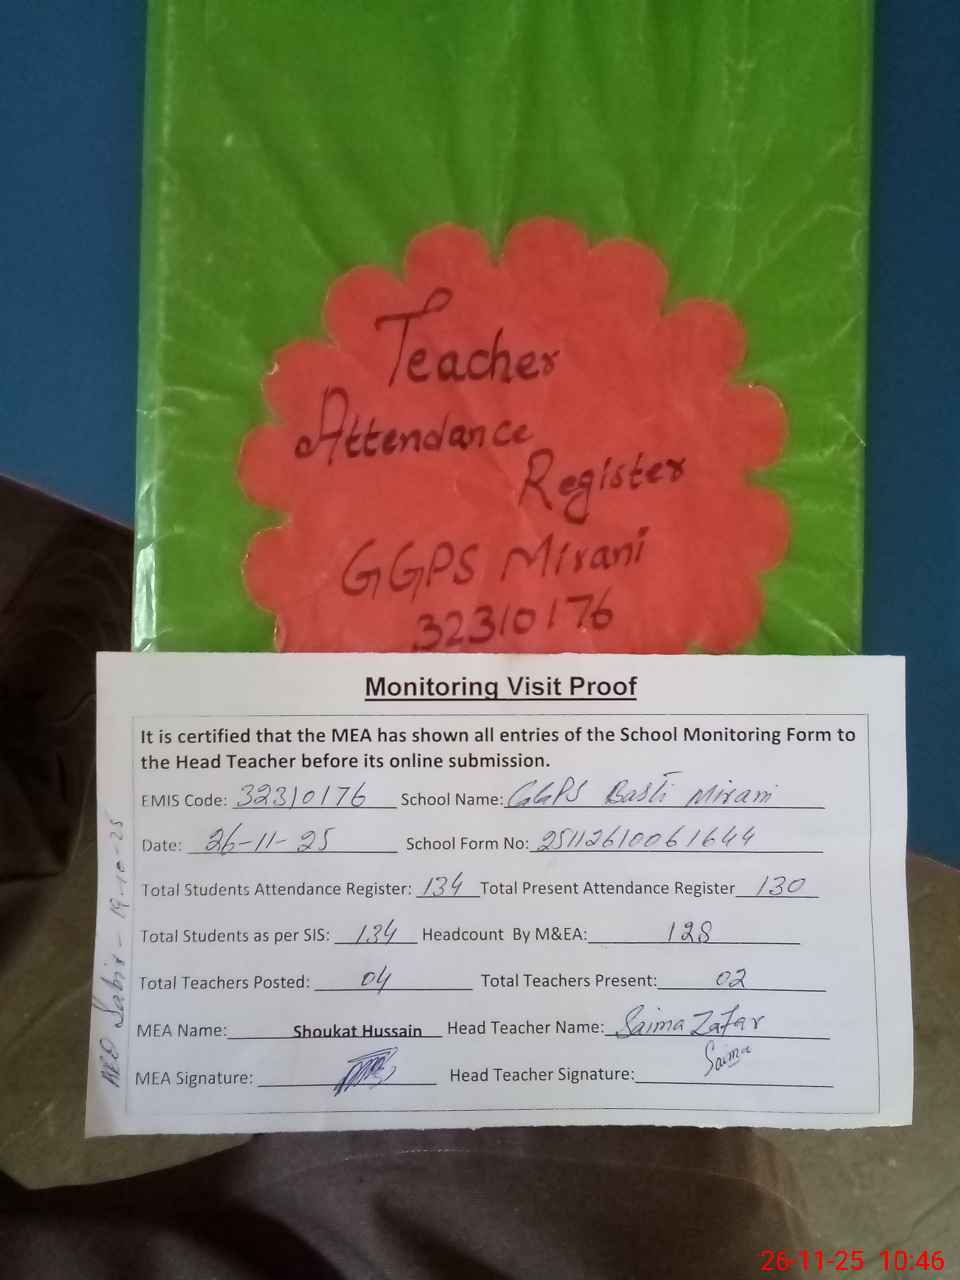 Teacher
Attendance
Register
GGPS Mirani
32310176
Monitoring Visit Proof
It is certified that the MEA has shown all entries of the School Monitoring Form to
the Head Teacher before its online submission.
EMIS Code: 32310176 School Name: GGPS Basti Mirani
Date: 26-11-25 School Form No: 25112610061644
Total Students Attendance Register: 134 Total Present Attendance Register 130
Total Students as per SIS: 134 Headcount By M&EA: 128
Total Teachers Posted: 04 Total Teachers Present: 02
MEA Name: Shoukat Hussain Head Teacher Name: Saima Zafar
MEA Signature: Head Teacher Signature: Saima
AEO Sabir - 19-10-25
26-11-25 10:46